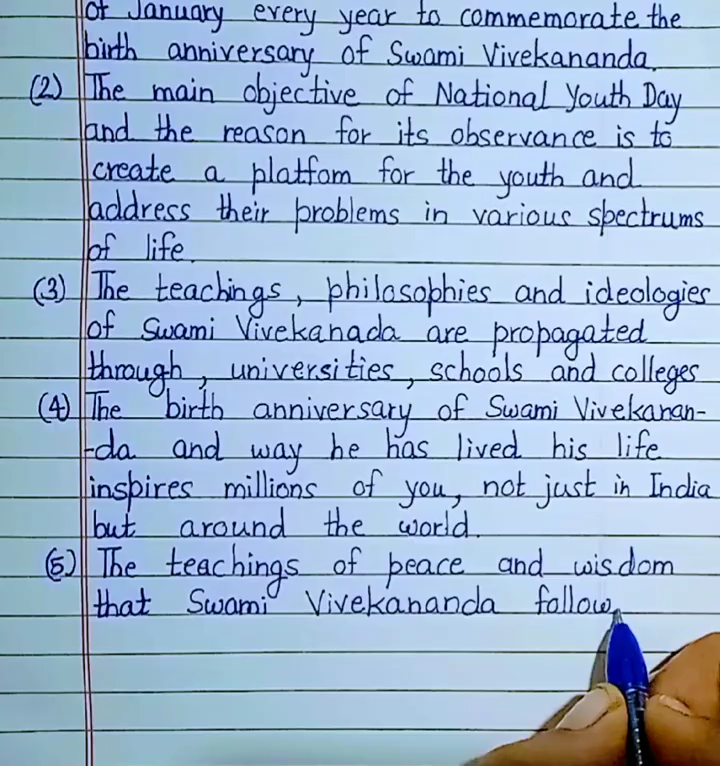 of January every year to commemorate the
birth anniversary of Swami Vivekananda.
(2) The main objective of National Youth Day
and the reason for its observance is to
create a platfom for the youth and
address their problems in various spectrums
of life.
(3) The teachings, philosophies and ideologies
of Swami Vivekanada are propagated
through, universities, schools and colleges
(4) The birth anniversary of Swami Vivekanan-
-da and way he has lived his life
inspires millions of you, not just in India
but around the world.
(5) The teachings of peace and wisdom
that Swami Vivekananda follow